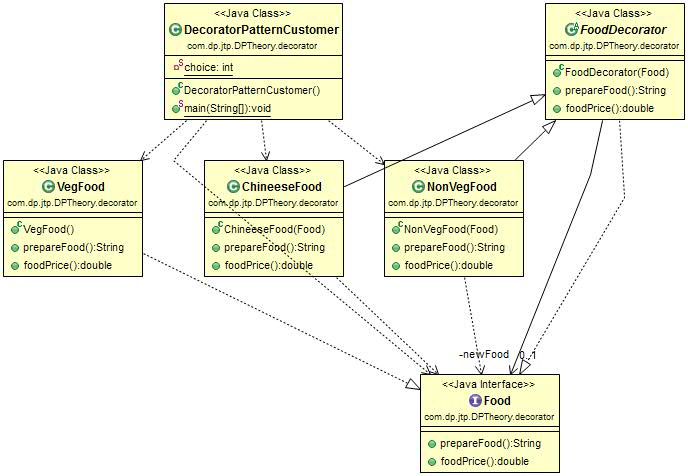 <<Java Class>>
DecoratorPatternCustomer
com.dp.jtp.DPTheory.decorator
choice: int
DecoratorPatternCustomer()
main(String[]):void
<<Java Class>>
FoodDecorator
com.dp.jtp.DPTheory.decorator
FoodDecorator(Food)
prepareFood():String
foodPrice():double
<<Java Class>>
VegFood
com.dp.jtp.DPTheory.decorator
VegFood()
prepareFood():String
foodPrice():double
<<Java Class>>
ChineeseFood
com.dp.jtp.DPTheory.decorator
ChineeseFood(Food)
prepareFood():String
foodPrice():double
<<Java Class>>
NonVegFood
com.dp.jtp.DPTheory.decorator
NonVegFood(Food)
prepareFood():String
foodPrice():double
-newFood 0..1
<<Java Interface>>
Food
com.dp.jtp.DPTheory.decorator
prepareFood():String
foodPrice():double